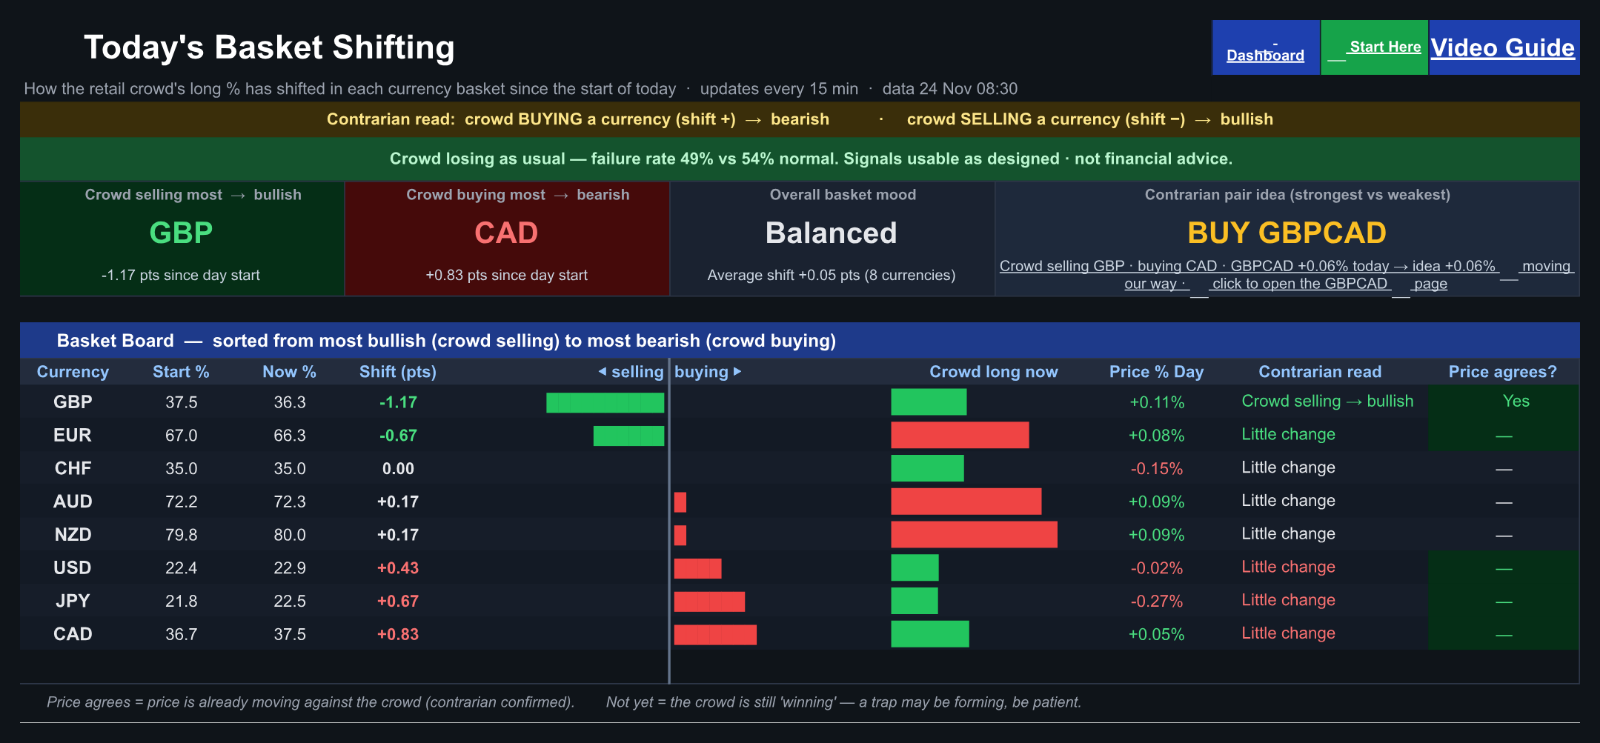 Today's Basket Shifting
Dashboard
Start Here
Video Guide
How the retail crowd's long % has shifted in each currency basket since the start of today · updates every 15 min · data 24 Nov 08:30
Contrarian read: crowd BUYING a currency (shift +) → bearish · crowd SELLING a currency (shift −) → bullish
Crowd losing as usual — failure rate 49% vs 54% normal. Signals usable as designed · not financial advice.
Crowd selling most → bullish
GBP
-1.17 pts since day start
Crowd buying most → bearish
CAD
+0.83 pts since day start
Overall basket mood
Balanced
Average shift +0.05 pts (8 currencies)
Contrarian pair idea (strongest vs weakest)
BUY GBPCAD
Crowd selling GBP · buying CAD · GBPCAD +0.06% today → idea +0.06% moving
our way · click to open the GBPCAD page
Basket Board — sorted from most bullish (crowd selling) to most bearish (crowd buying)
Currency Start % Now % Shift (pts) ◄ selling buying ► Crowd long now Price % Day Contrarian read Price agrees?
GBP 37.5 36.3 -1.17 +0.11% Crowd selling → bullish Yes
EUR 67.0 66.3 -0.67 +0.08% Little change —
CHF 35.0 35.0 0.00 -0.15% Little change —
AUD 72.2 72.3 +0.17 +0.09% Little change —
NZD 79.8 80.0 +0.17 +0.09% Little change —
USD 22.4 22.9 +0.43 -0.02% Little change —
JPY 21.8 22.5 +0.67 -0.27% Little change —
CAD 36.7 37.5 +0.83 +0.05% Little change —
Price agrees = price is already moving against the crowd (contrarian confirmed). Not yet = the crowd is still 'winning' — a trap may be forming, be patient.